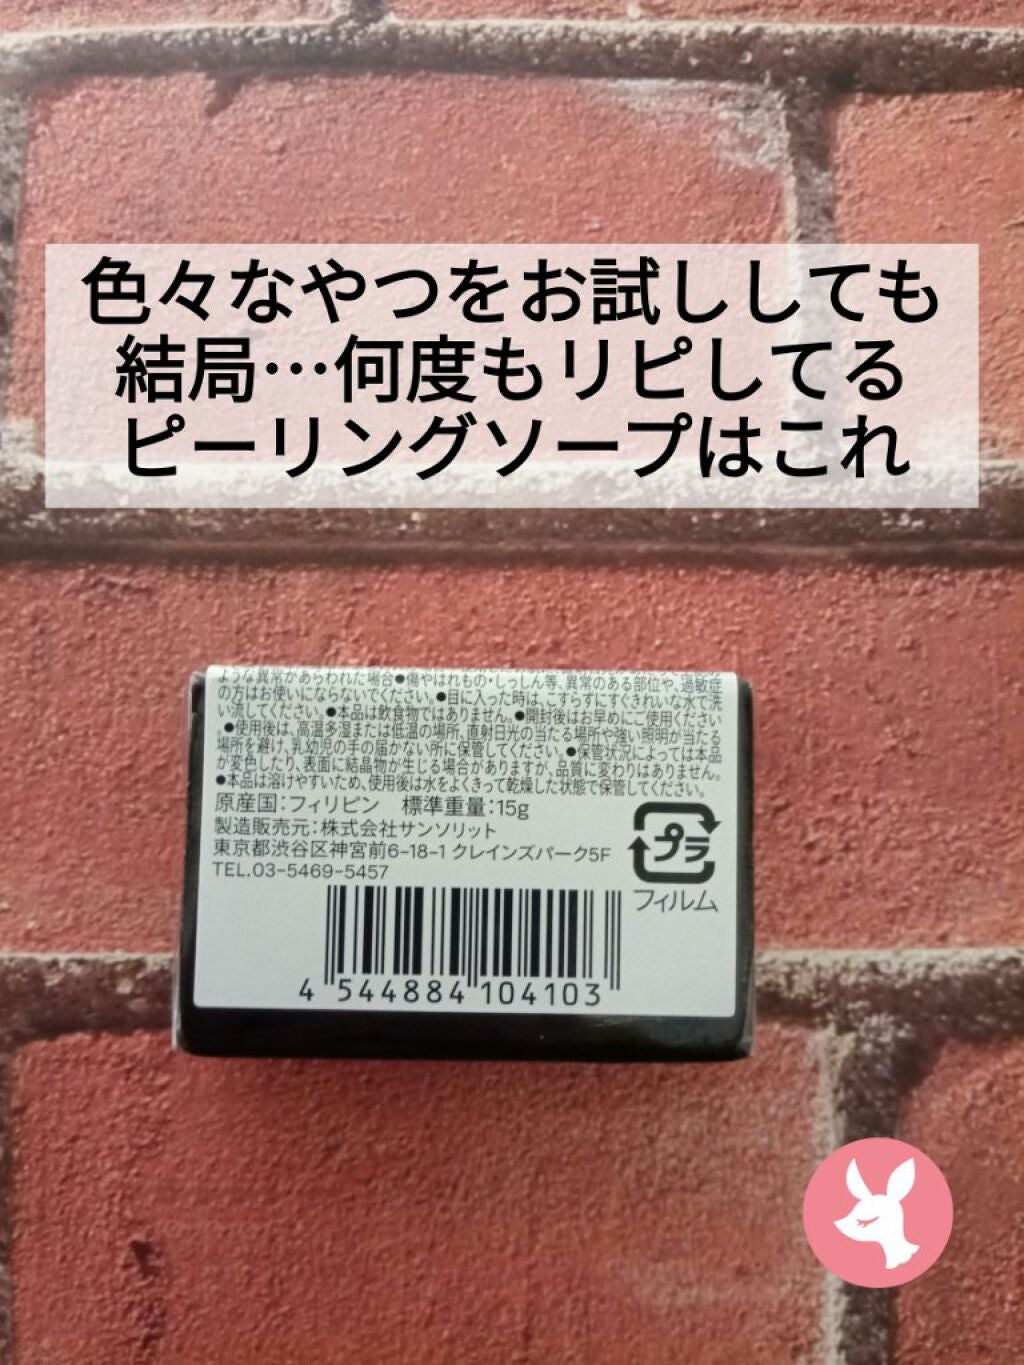 色々なやつをお試ししても
結局…何度もリピしてる
ピーリングソープはこれ
ような異常があらわれた場合●傷やはれもの・しっしん等、異常のある部位や、過敏症
の方はお使いにならないでください。●目に入った時は、こすらずにすぐきれいな水で洗
い流してください。●本品は飲食物ではありません。●開封後はお早めにご使用ください
。●使用後は、高温多湿または低温の場所、直射日光の当たる場所や強い照明が当たる
場所を避け、乳幼児の手の届かない所に保管してください。●保管状況によっては本品
が変色したり、表面に結晶物が生じる場合がありますが、品質に変わりはありません。
●本品は溶けやすいため、使用後は水をよくきって乾燥した状態で保管してください。
原産国：フィリピン 標準重量：15g
製造販売元：株式会社サンソリット
東京都渋谷区神宮前6-18-1 クレインズパーク5F
TEL.03-5469-5457
プラ
フィルム
4 544884 104103